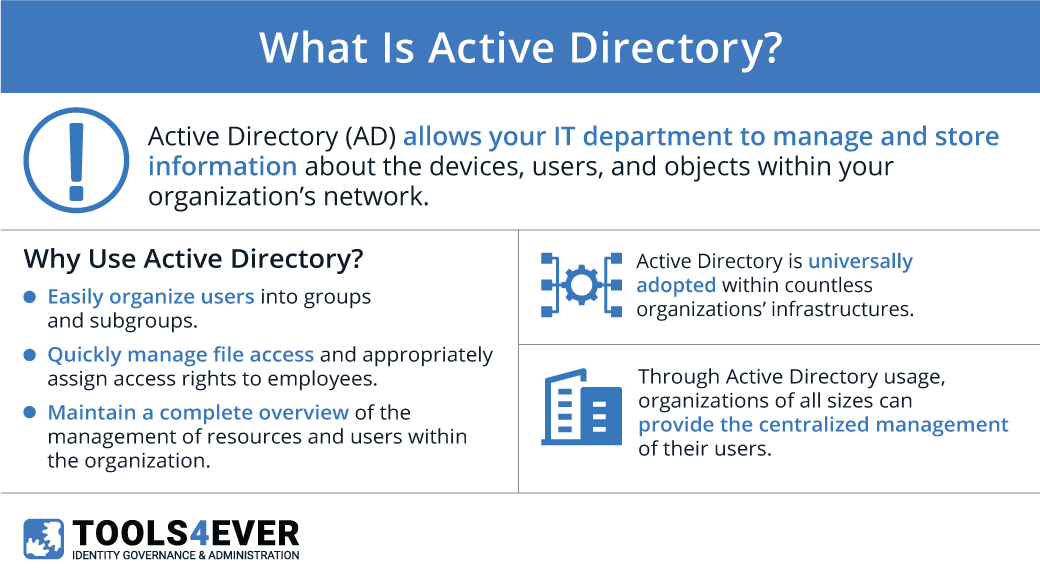 What Is Active Directory?
Active Directory (AD) allows your IT department to manage and store
information about the devices, users, and objects within your
organization’s network.
Why Use Active Directory?
Easily organize users into groups
and subgroups.
Quickly manage file access and appropriately
assign access rights to employees.
Maintain a complete overview of the
management of resources and users within
the organization.
Active Directory is universally
adopted within countless
organizations’ infrastructures.
Through Active Directory usage,
organizations of all sizes can
provide the centralized management
of their users.
TOOLS4EVER
IDENTITY GOVERNANCE & ADMINISTRATION